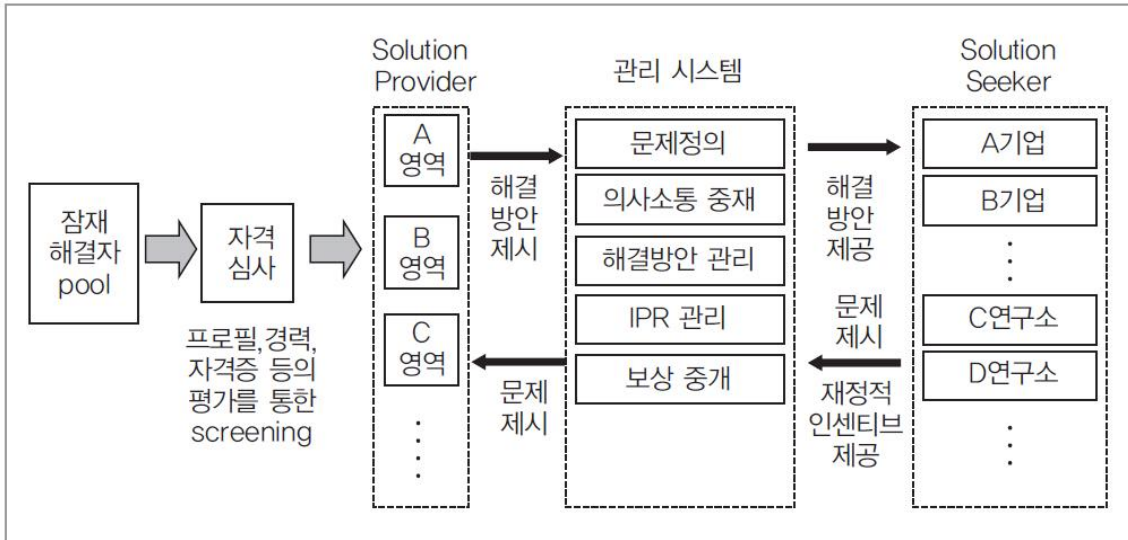 잠재
해결자
pool
자격
심사
프로필, 경력,
자격증 등의
평가를 통한
screening
Solution
Provider
A
영역
B
영역
C
영역
해결
방안
제시
문제
제시
관리 시스템
문제정의
의사소통 중재
해결방안 관리
IPR 관리
보상 중개
해결
방안
제공
문제
제시
재정적
인센티브
제공
Solution
Seeker
A기업
B기업
C연구소
D연구소